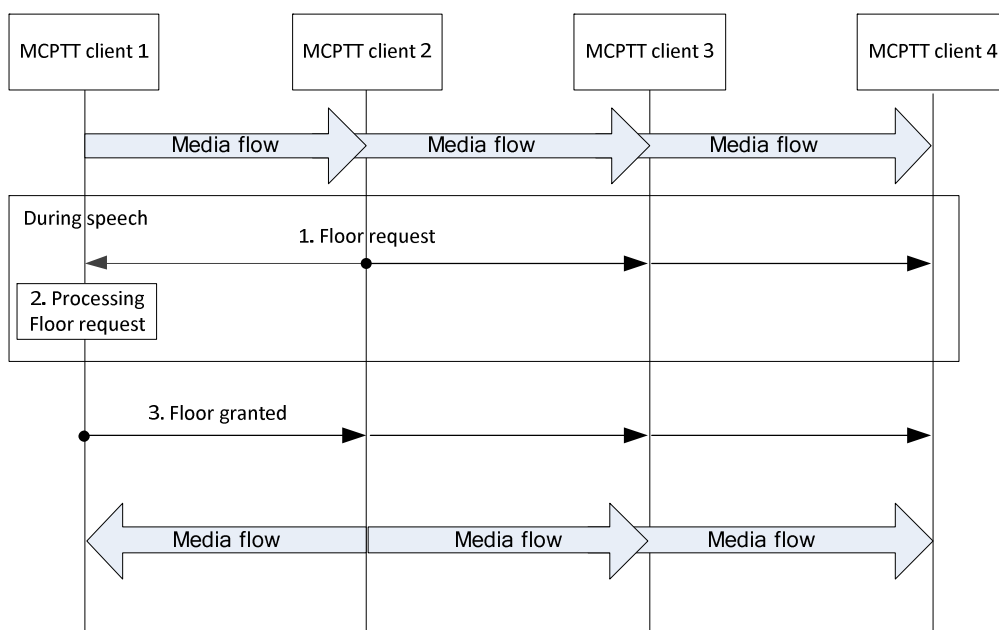 MCPTT client 1
MCPTT client 2
MCPTT client 3
MCPTT client 4
Media flow
Media flow
Media flow
During speech
1. Floor request
2. Processing
Floor request
3. Floor granted
Media flow
Media flow
Media flow